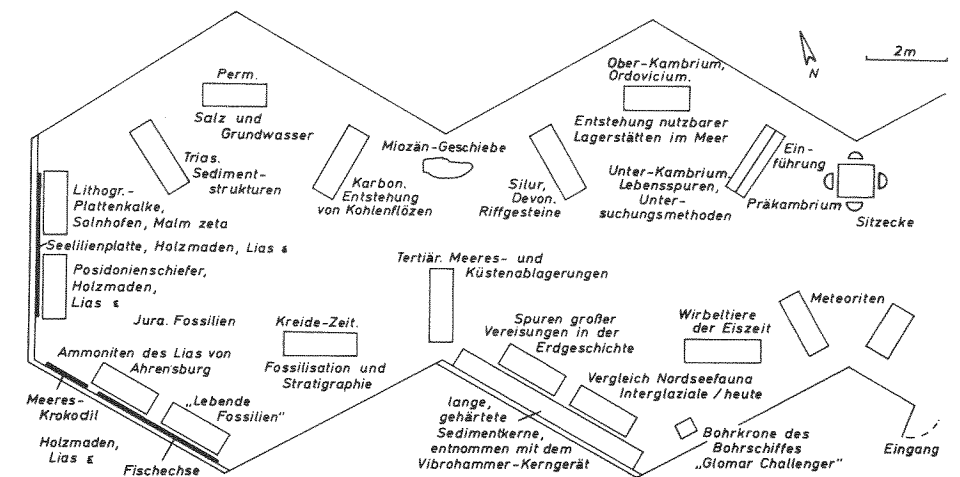 Perm.
Salz und
Grundwasser
Trias.
Sediment-
strukturen
Karbon.
Entstehung
von Kohlenflözen
Miozän-Geschiebe
Silur,
Devon.
Riffgesteine
Ober-Kambrium,
Ordovicium.
Entstehung nutzbarer
Lagerstätten im Meer
Unter-Kambrium,
Lebensspuren,
Unter-
suchungsmethoden
Ein-
führung
Präkambrium
Sitzecke
N
2m
Lithogr.-
Plattenkalke,
Solnhofen, Malm zeta
Seelilienplatte, Holzmaden, Lias ε
Posidonienschiefer,
Holzmaden,
Lias ε
Jura. Fossilien
Kreide-Zeit.
Fossilisation und
Stratigraphie
Tertiär. Meeres- und
Küstenablagerungen
Spuren großer
Vereisungen in der
Erdgeschichte
Wirbeltiere
der Eiszeit
Meteoriten
Ammoniten des Lias von
Ahrensburg
„Lebende
Fossilien"
Meeres-
Krokodil
Holzmaden,
Lias ε
Fischechse
lange,
gehärtete
Sedimentkerne,
entnommen mit dem
Vibrohammer-Kerngerät
Vergleich Nordseefauna
Interglaziale / heute
Bohrkrone des
Bohrschiffes
„Glomar Challenger"
Eingang